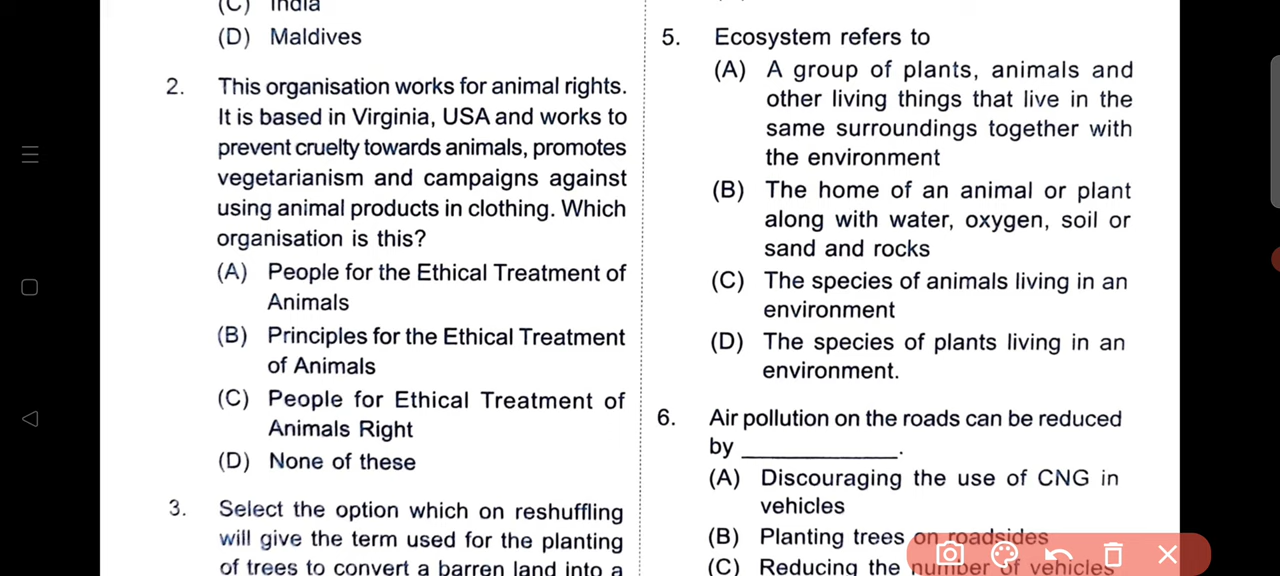 (C) India
(D) Maldives
2. This organisation works for animal rights.
It is based in Virginia, USA and works to
prevent cruelty towards animals, promotes
vegetarianism and campaigns against
using animal products in clothing. Which
organisation is this?
(A) People for the Ethical Treatment of
Animals
(B) Principles for the Ethical Treatment
of Animals
(C) People for Ethical Treatment of
Animals Right
(D) None of these
3. Select the option which on reshuffling
will give the term used for the planting
of trees to convert a barren land into a
5. Ecosystem refers to
(A) A group of plants, animals and
other living things that live in the
same surroundings together with
the environment
(B) The home of an animal or plant
along with water, oxygen, soil or
sand and rocks
(C) The species of animals living in an
environment
(D) The species of plants living in an
environment.
6. Air pollution on the roads can be reduced
by ____________.
(A) Discouraging the use of CNG in
vehicles
(B) Planting trees on roadsides
(C) Reducing the number of vehicles